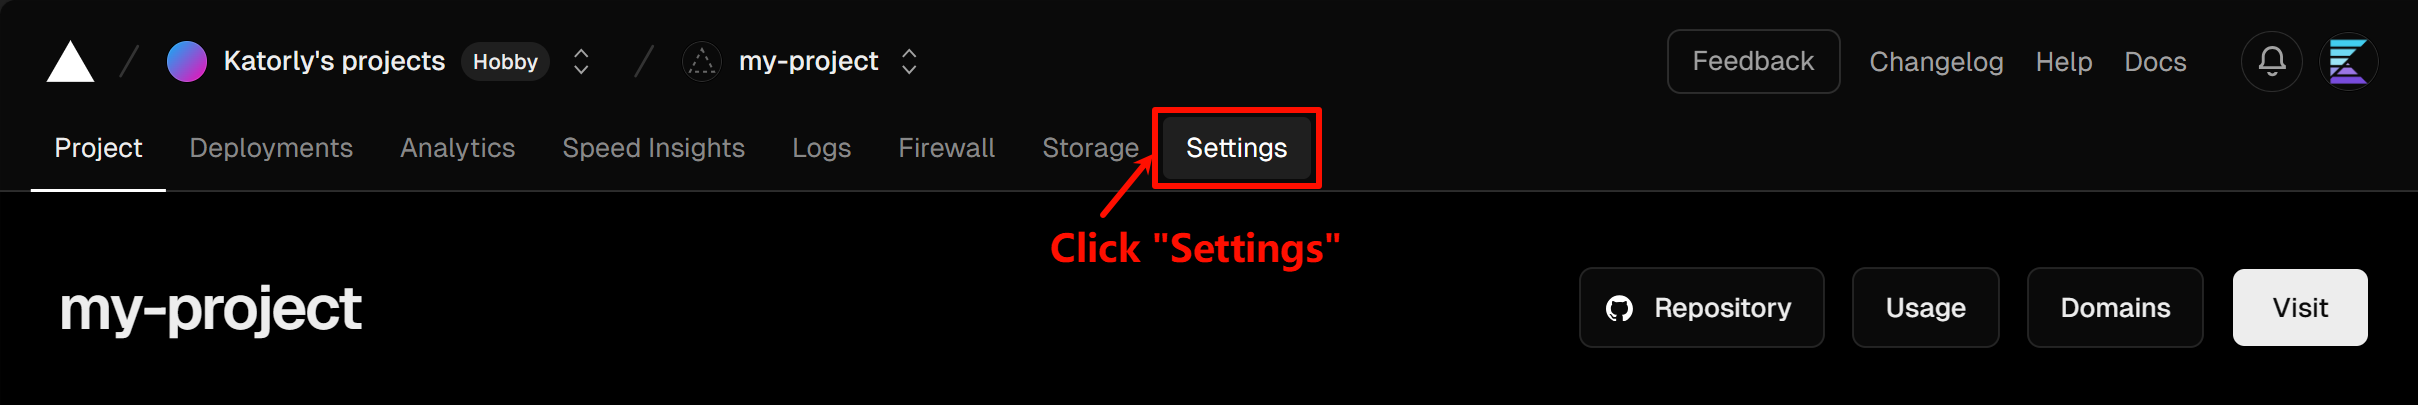 Katorly's projects Hobby my-project Feedback Changelog Help Docs
Project Deployments Analytics Speed Insights Logs Firewall Storage Settings
Click "Settings"
my-project Repository Usage Domains Visit